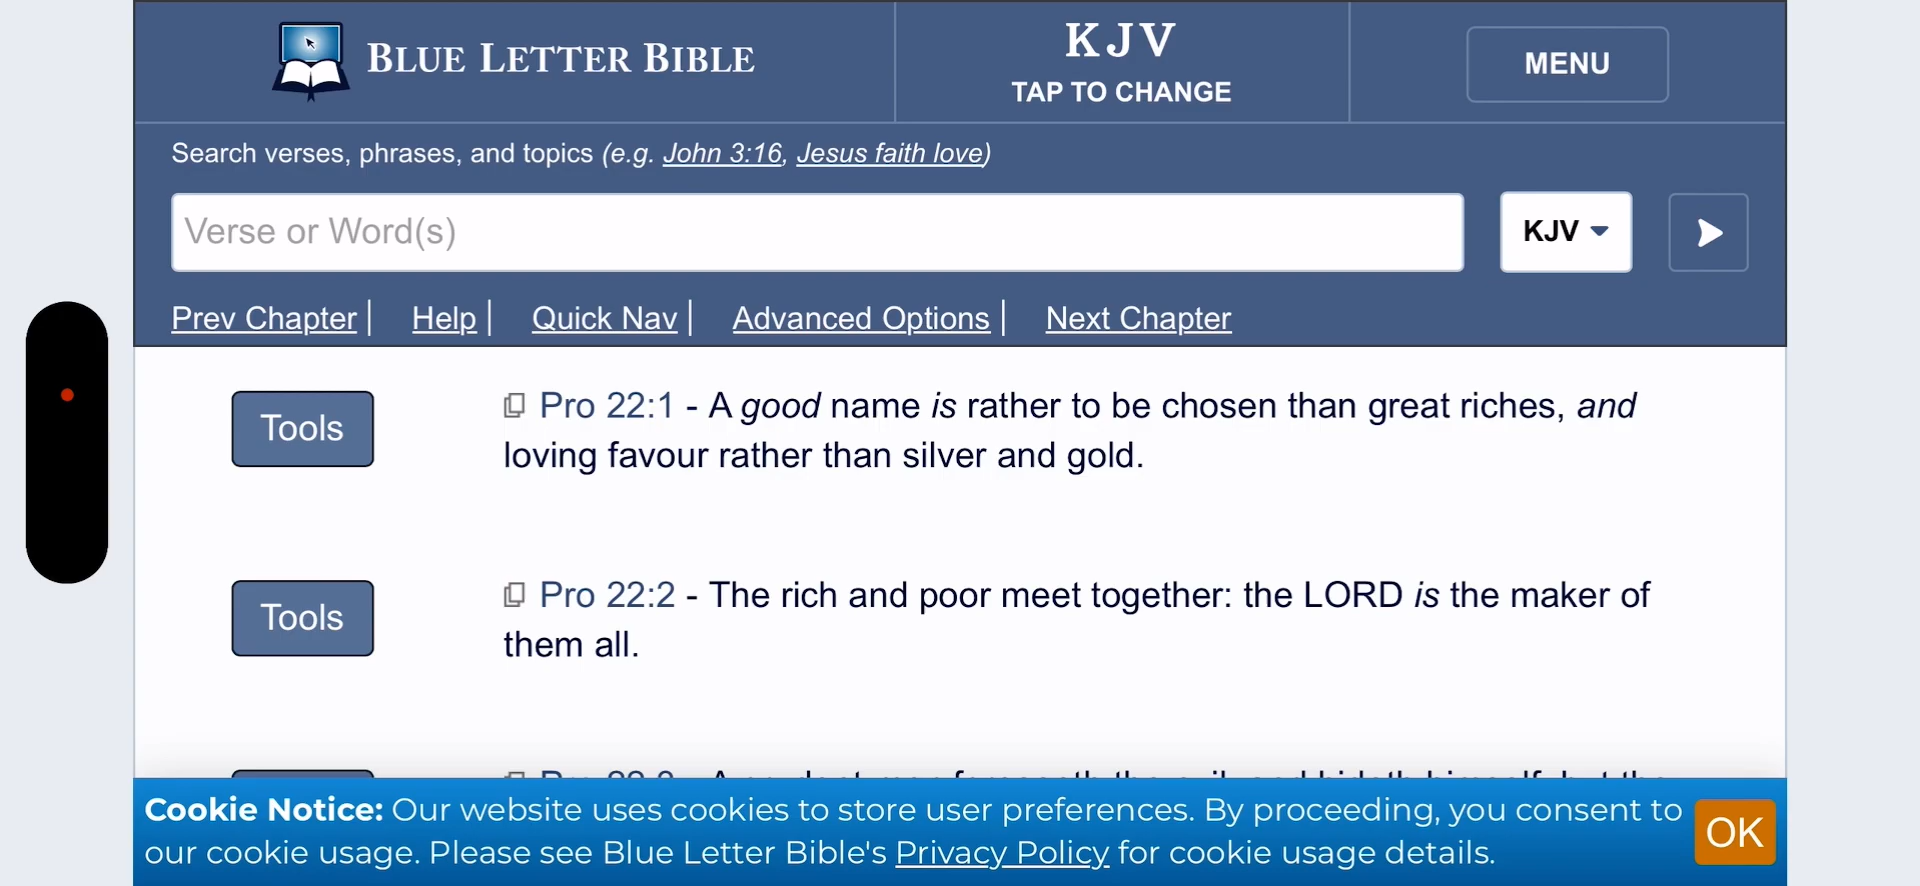 BLUE LETTER BIBLE
KJV
TAP TO CHANGE
MENU
Search verses, phrases, and topics (e.g. John 3:16, Jesus faith love)
Verse or Word(s)
KJV
Prev Chapter | Help | Quick Nav | Advanced Options | Next Chapter
Tools
Pro 22:1 - A good name is rather to be chosen than great riches, and
loving favour rather than silver and gold.
Tools
Pro 22:2 - The rich and poor meet together: the LORD is the maker of
them all.
Cookie Notice: Our website uses cookies to store user preferences. By proceeding, you consent to
our cookie usage. Please see Blue Letter Bible's Privacy Policy for cookie usage details.
OK